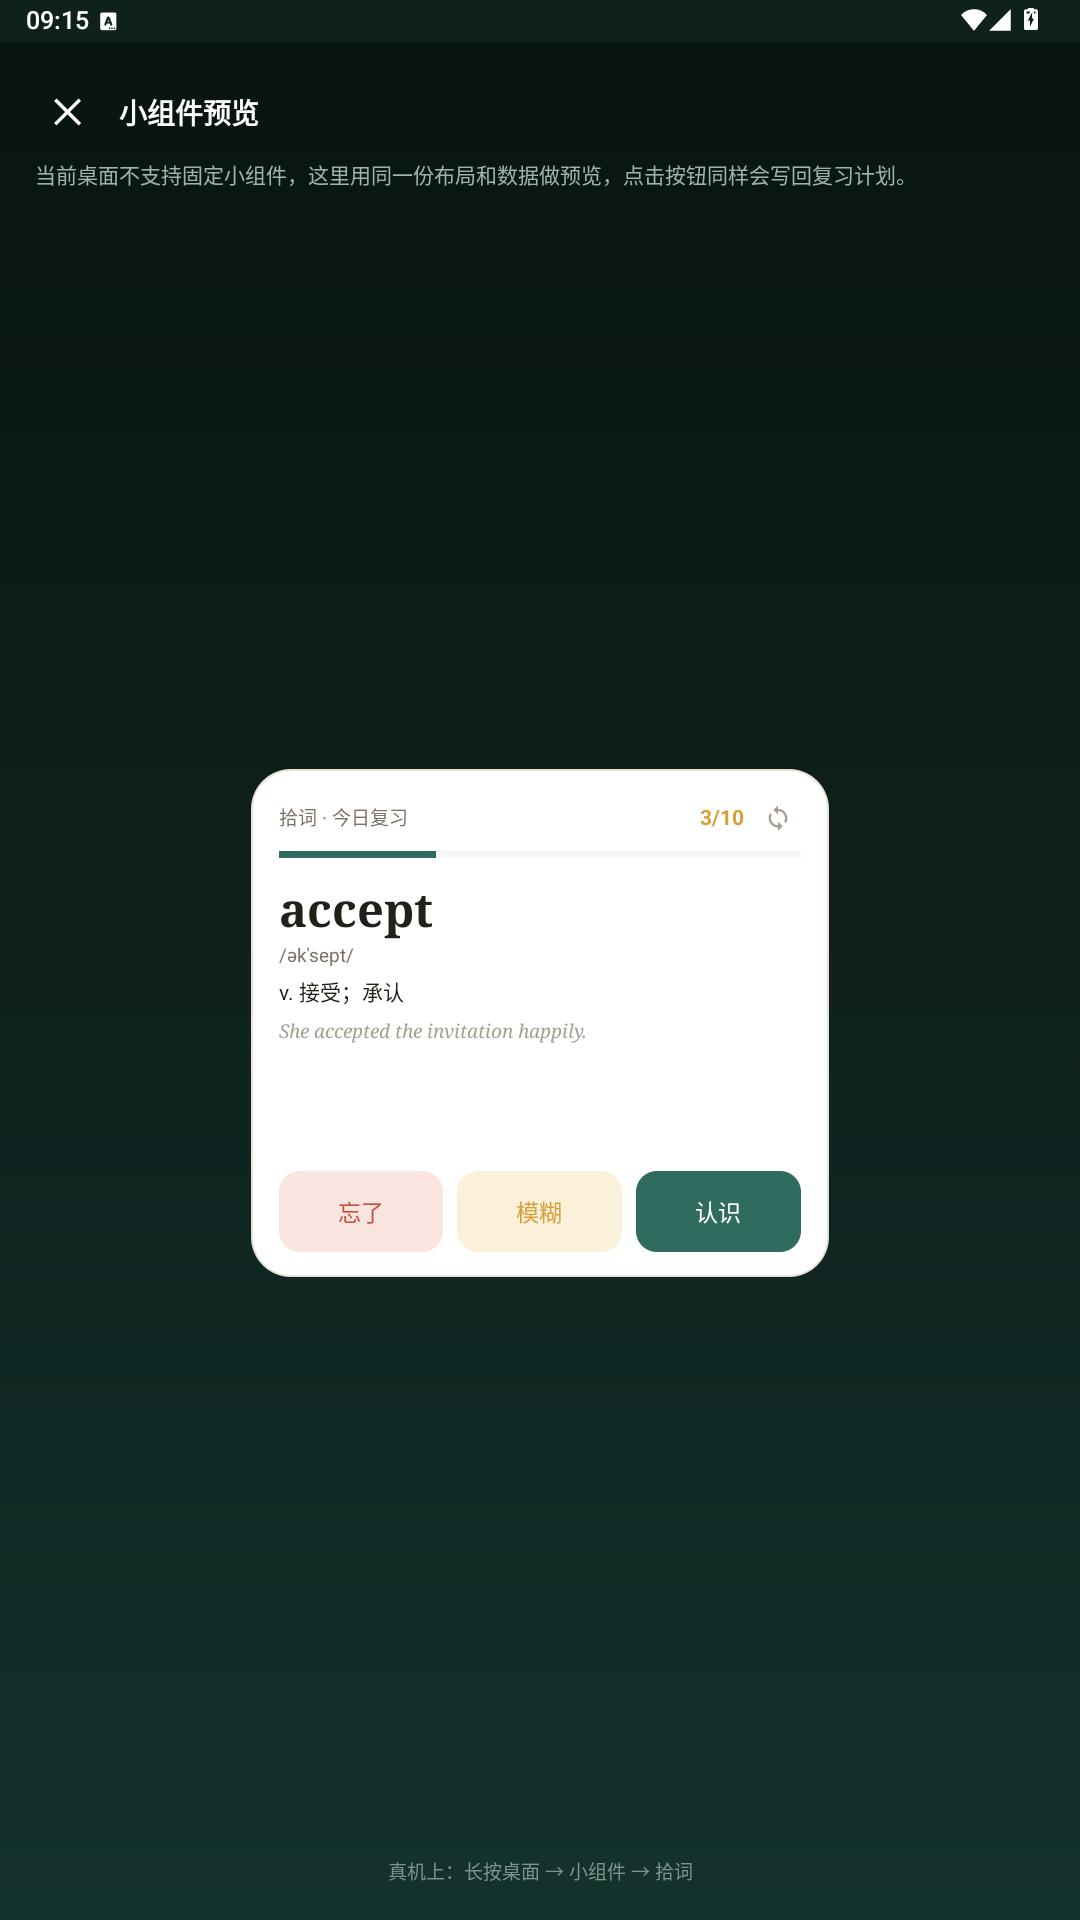 09:15
小组件预览
当前桌面不支持固定小组件，这里用同一份布局和数据做预览，点击按钮同样会写回复习计划。
拾词 · 今日复习
3/10
accept
/ək'sept/
v. 接受；承认
She accepted the invitation happily.
忘了
模糊
认识
真机上：长按桌面 → 小组件 → 拾词